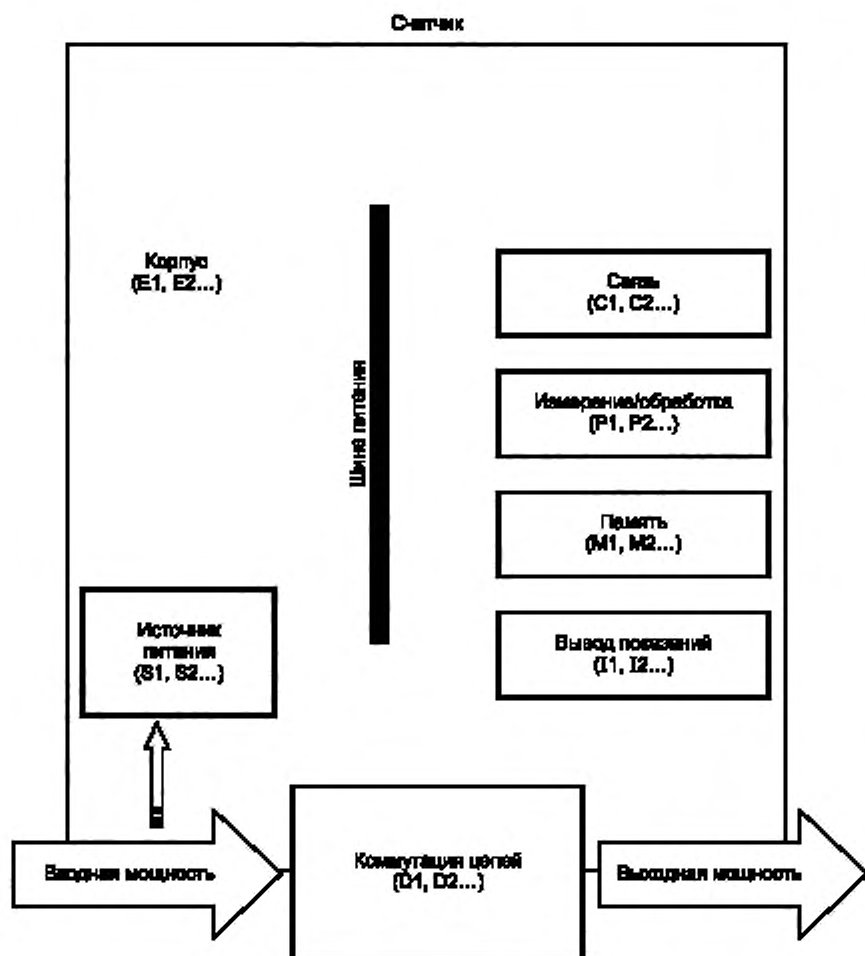 Счетчик
Корпус
(E1, E2...)
Шина питания
Связь
(C1, C2...)
Измерение/обработка
(P1, P2...)
Память
(M1, M2...)
Источник
питания
(S1, S2...)
Вывод показаний
(I1, I2...)
Входная мощность
Коммутация цепей
(D1, D2...)
Выходная мощность